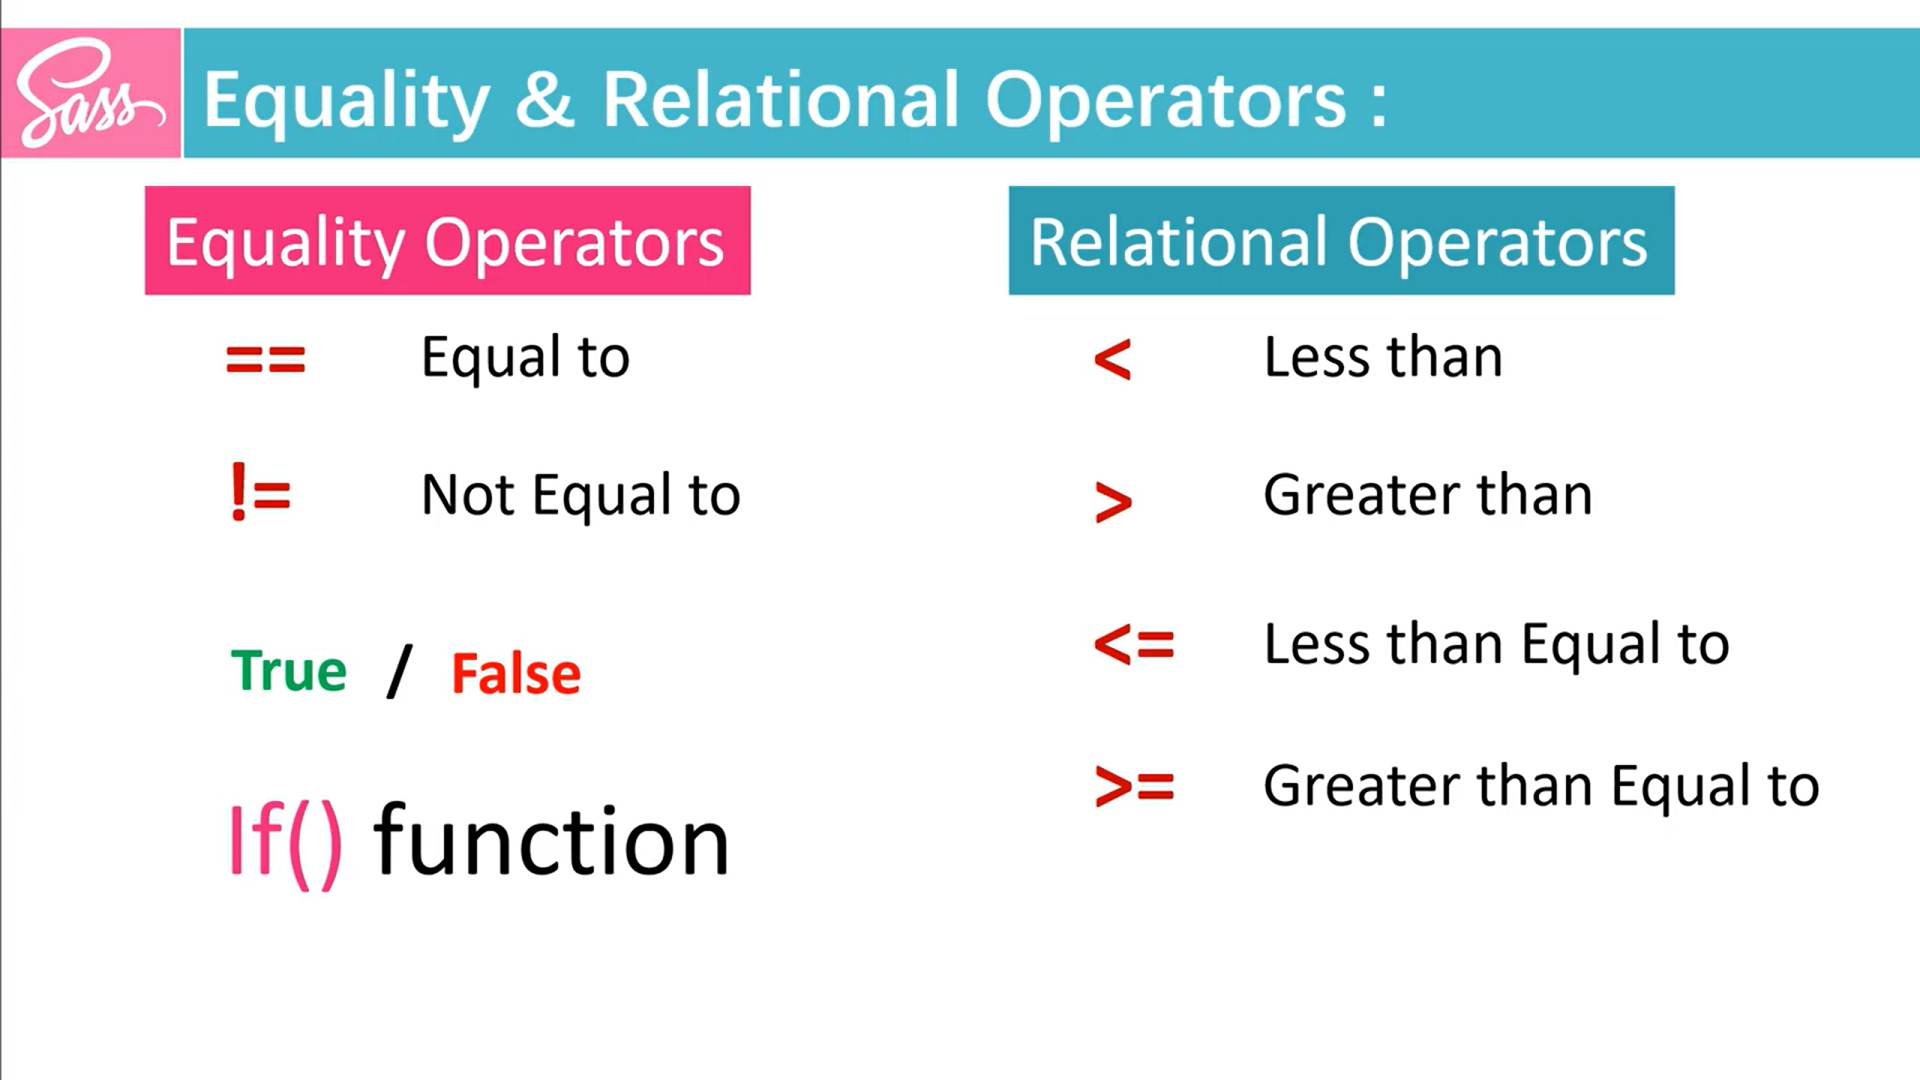 Sass
Equality & Relational Operators :
Equality Operators
== Equal to
!= Not Equal to
True / False
If() function
Relational Operators
< Less than
> Greater than
<= Less than Equal to
>= Greater than Equal to